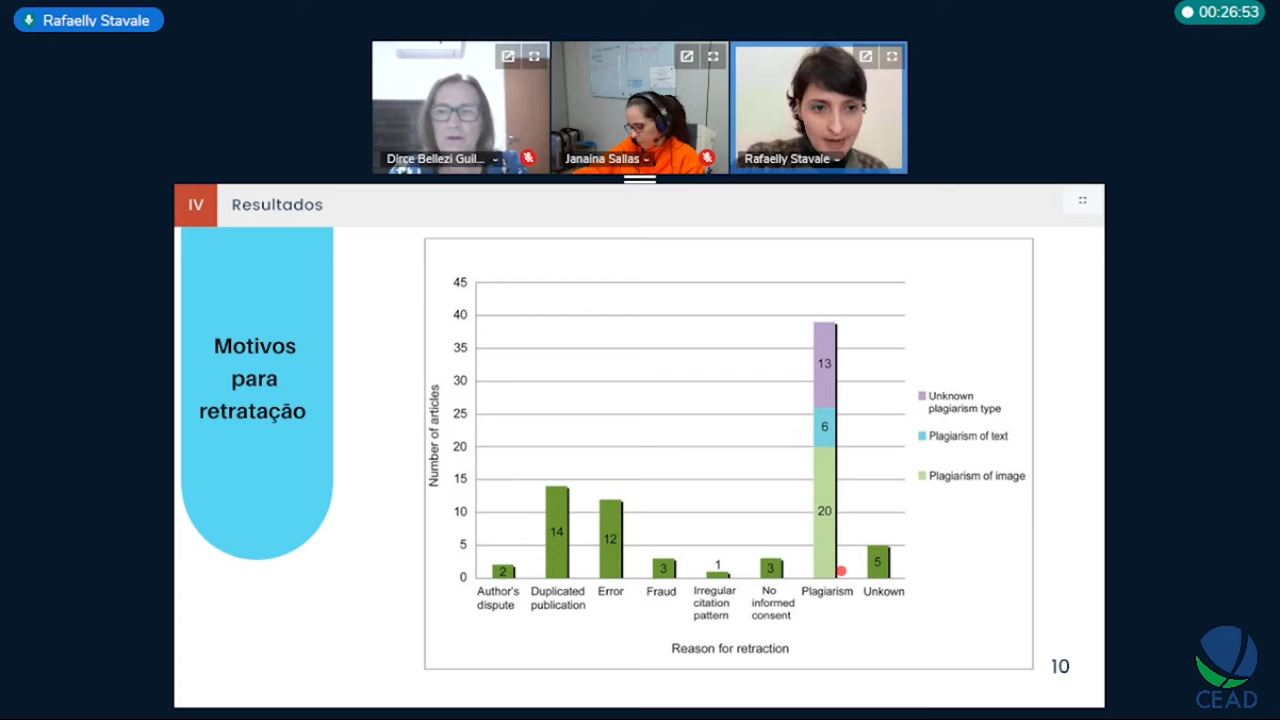 Rafaelly Stavale
00:26:53
Dirce Bellezi Guil...
Janaina Sallas
Rafaelly Stavale
IV Resultados
Motivos
para
retratação
45
40
35
30
25
20
15
10
5
0
Number of articles
2
14
12
3
1
3
13
6
20
5
Author's
dispute
Duplicated
publication
Error
Fraud
Irregular
citation
pattern
No
informed
consent
Plagiarism
Unkown
Reason for retraction
Unknown
plagiarism type
Plagiarism of text
Plagiarism of image
10
CEAD